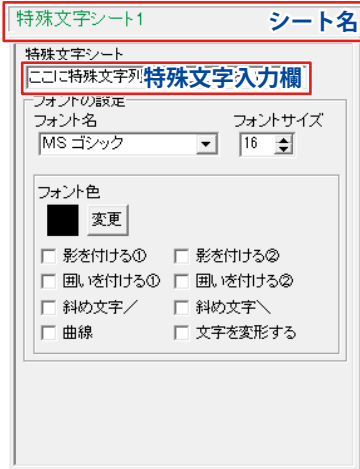 特殊文字シート1 シート名
特殊文字シート
ここに特殊文字列 特殊文字入力欄
フォントの設定
フォント名 フォントサイズ
MS ゴシック 16
フォント色
変更
影を付ける① 影を付ける②
囲いを付ける① 囲いを付ける②
斜め文字／ 斜め文字＼
曲線 文字を変形する